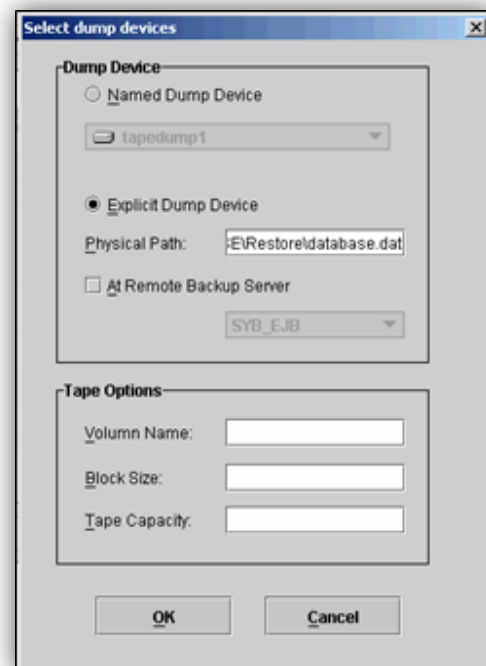 Select dump devices
Dump Device
Named Dump Device
tapedump1
Explicit Dump Device
Physical Path: :E\Restore\database.dat
At Remote Backup Server
SYB_EJB
Tape Options
Volumn Name:
Block Size:
Tape Capacity:
OK Cancel